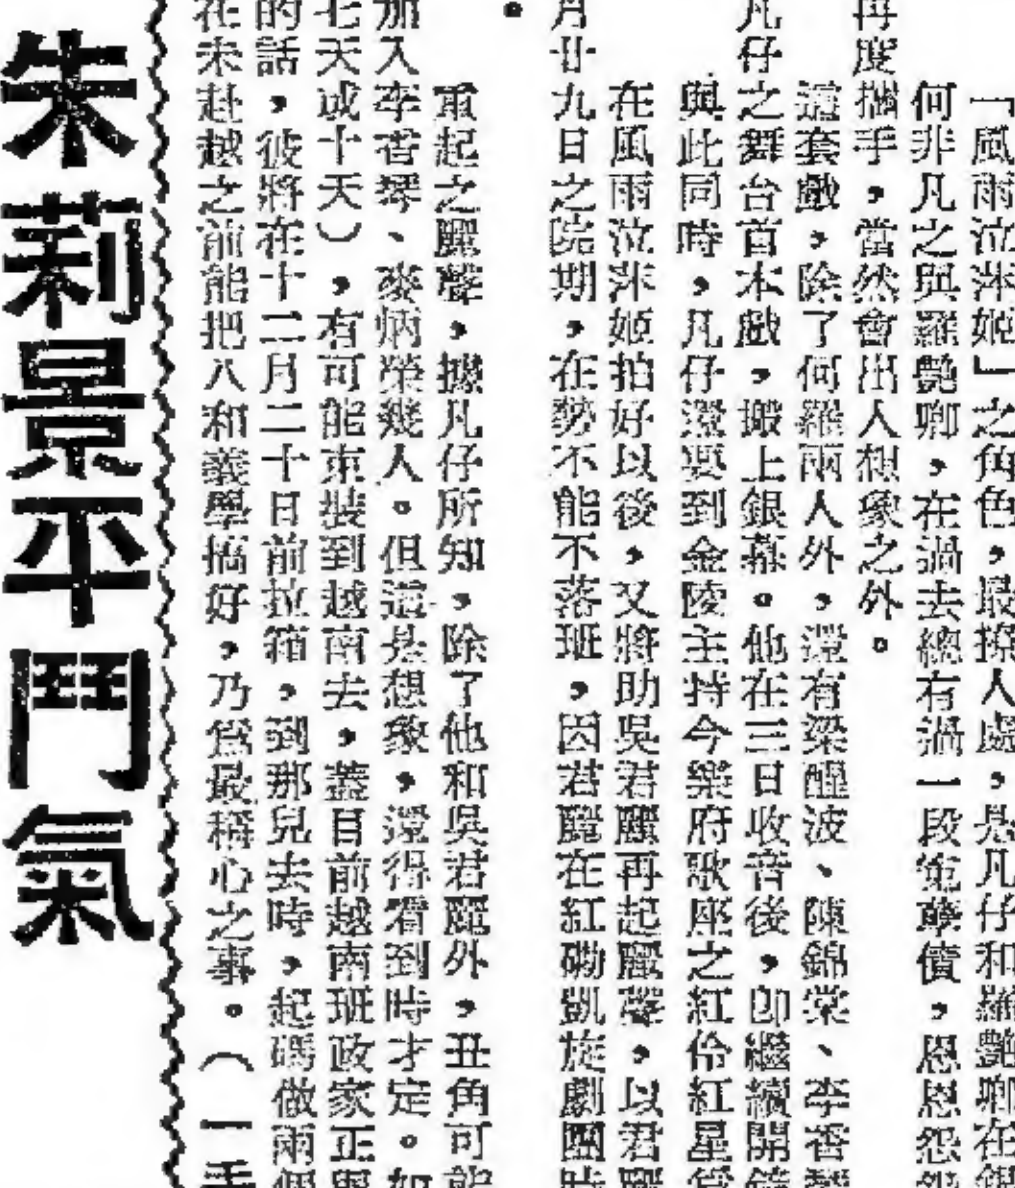 「風雨泣萍姬」之角色，最撩人處，是凡仔和羅艷卿在銀
何非凡之與羅艷卿，在過去總有過一段寃孽債，恩恩怨怨
再度攜手，當然會出人想象之外。
這套戲，除了何羅兩人外，還有梁醒波、陳錦棠、李香琴
凡仔之舞台首本戲，搬上銀幕。他在三日收音後，即繼續開鏡
與此同時，凡仔還要到金陵主持今樂府歌座之紅伶紅星
在風雨泣萍姬拍好以後，又將助吳君麗再起麗聲，以君麗
月廿九日之院期，在勢不能不落班，因君麗在紅磡凱旋劇團時
。
重起之麗聲，據凡仔所知，除了他和吳君麗外，丑角可能
加入李香琴、麥炳榮幾人。但這是想象，還得看到時才定。如
七天或十天），有可能束裝到越南去，蓋目前越南班政家正與
的話，彼將在十二月二十日前拉箱，到那兒去時，起碼做兩個
在未赴越之前能把八和義學搞好，乃爲最稱心之事。（一手
朱莉景平鬥氣